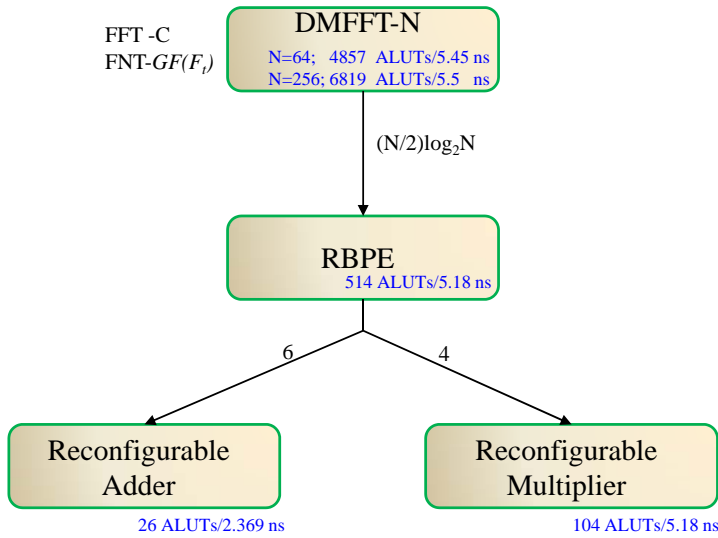 FFT -C
FNT-GF(Fₜ)
DMFFT-N
N=64; 4857 ALUTs/5.45 ns
N=256; 6819 ALUTs/5.5 ns
(N/2)log₂N
RBPE
514 ALUTs/5.18 ns
6
4
Reconfigurable
Adder
26 ALUTs/2.369 ns
Reconfigurable
Multiplier
104 ALUTs/5.18 ns